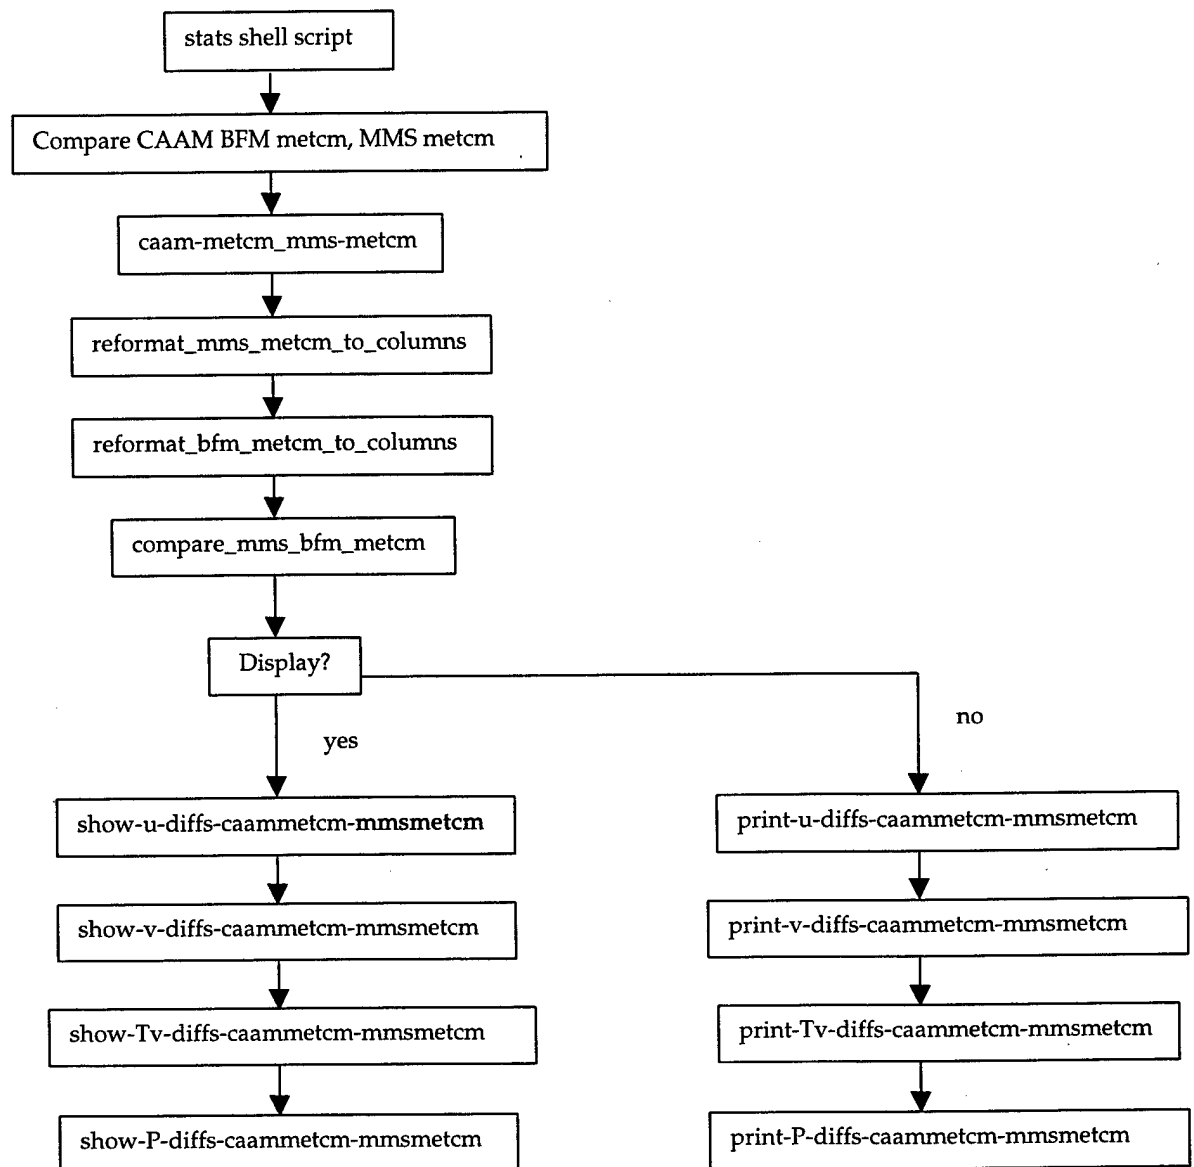 stats shell script
Compare CAAM BFM metcm, MMS metcm
caam-metcm_mms-metcm
reformat_mms_metcm_to_columns
reformat_bfm_metcm_to_columns
compare_mms_bfm_metcm
Display?
yes
no
show-u-diffs-caammetcm-mmsmetcm
print-u-diffs-caammetcm-mmsmetcm
show-v-diffs-caammetcm-mmsmetcm
print-v-diffs-caammetcm-mmsmetcm
show-Tv-diffs-caammetcm-mmsmetcm
print-Tv-diffs-caammetcm-mmsmetcm
show-P-diffs-caammetcm-mmsmetcm
print-P-diffs-caammetcm-mmsmetcm